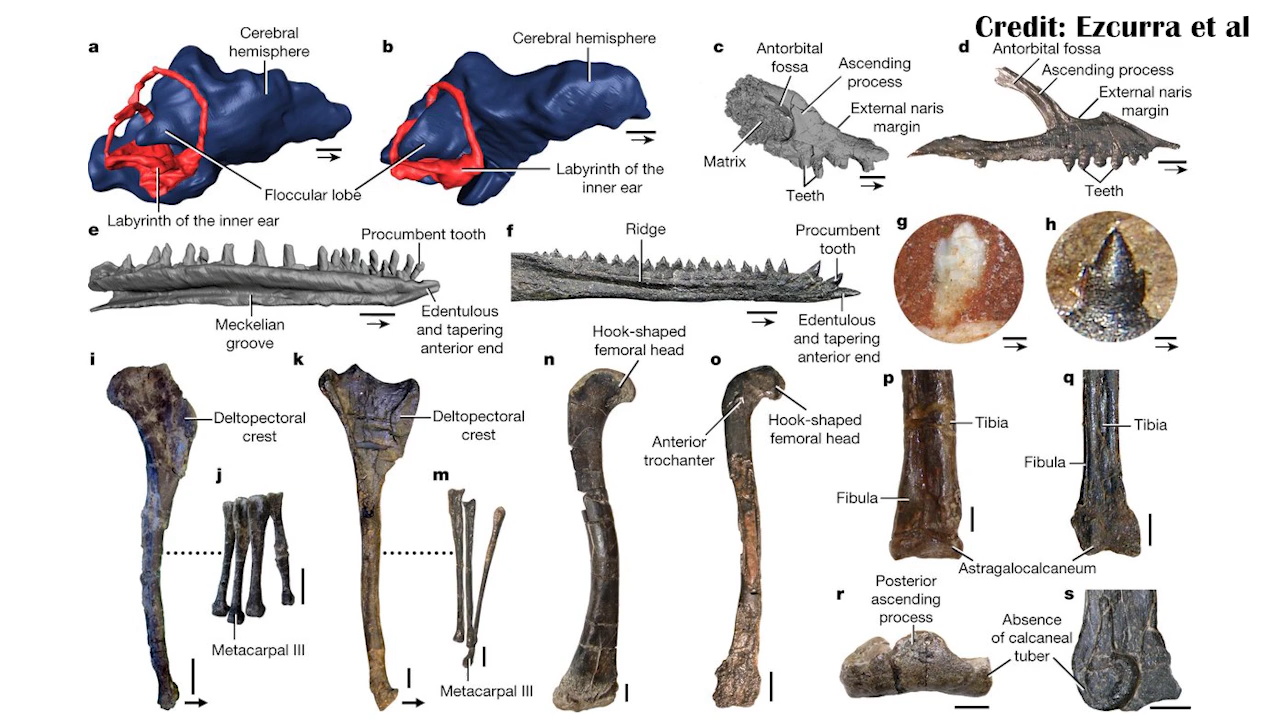 Credit: Ezcurra et al
a
Cerebral
hemisphere
b
Cerebral hemisphere
c
Antorbital
fossa
Ascending
process
External naris
margin
d
Antorbital fossa
Ascending process
External naris
margin
Matrix
Teeth
Teeth
Floccular lobe
Labyrinth of the
inner ear
Labyrinth of the inner ear
e
Procumbent tooth
Meckelian
groove
Edentulous
and tapering
anterior end
f
Ridge
Procumbent
tooth
Edentulous
and tapering
anterior end
g
h
i
Deltopectoral
crest
j
Metacarpal III
k
Deltopectoral
crest
m
Metacarpal III
n
Hook-shaped
femoral head
o
Anterior
trochanter
Hook-shaped
femoral head
p
Tibia
Fibula
q
Tibia
Fibula
Astragalocalcaneum
r
Posterior
ascending
process
Absence
of calcaneal
tuber
s